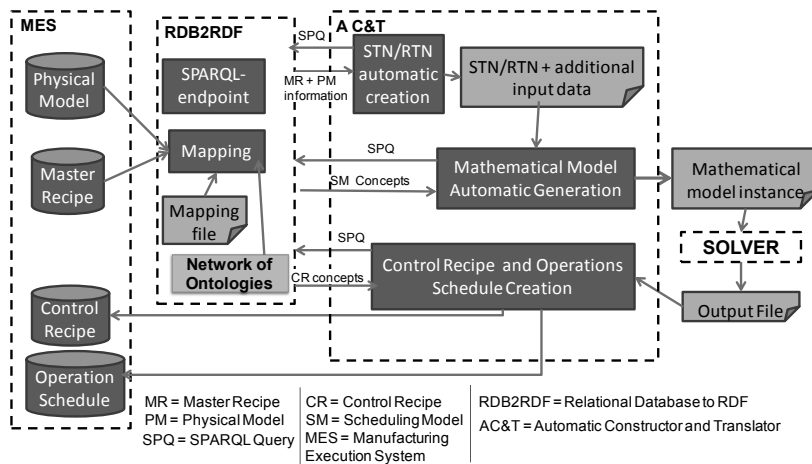 MES
RDB2RDF
A C&T
Physical
Model
Master
Recipe
Control
Recipe
Operation
Schedule
SPARQL-
endpoint
Mapping
Mapping
file
Network of
Ontologies
SPQ
MR + PM
information
SPQ
SM Concepts
SPQ
CR concepts
STN/RTN
automatic
creation
STN/RTN + additional
input data
Mathematical Model
Automatic Generation
Control Recipe and Operations
Schedule Creation
Mathematical
model instance
SOLVER
Output File
MR = Master Recipe
PM = Physical Model
SPQ = SPARQL Query
CR = Control Recipe
SM = Scheduling Model
MES = Manufacturing
Execution System
RDB2RDF = Relational Database to RDF
AC&T = Automatic Constructor and Translator